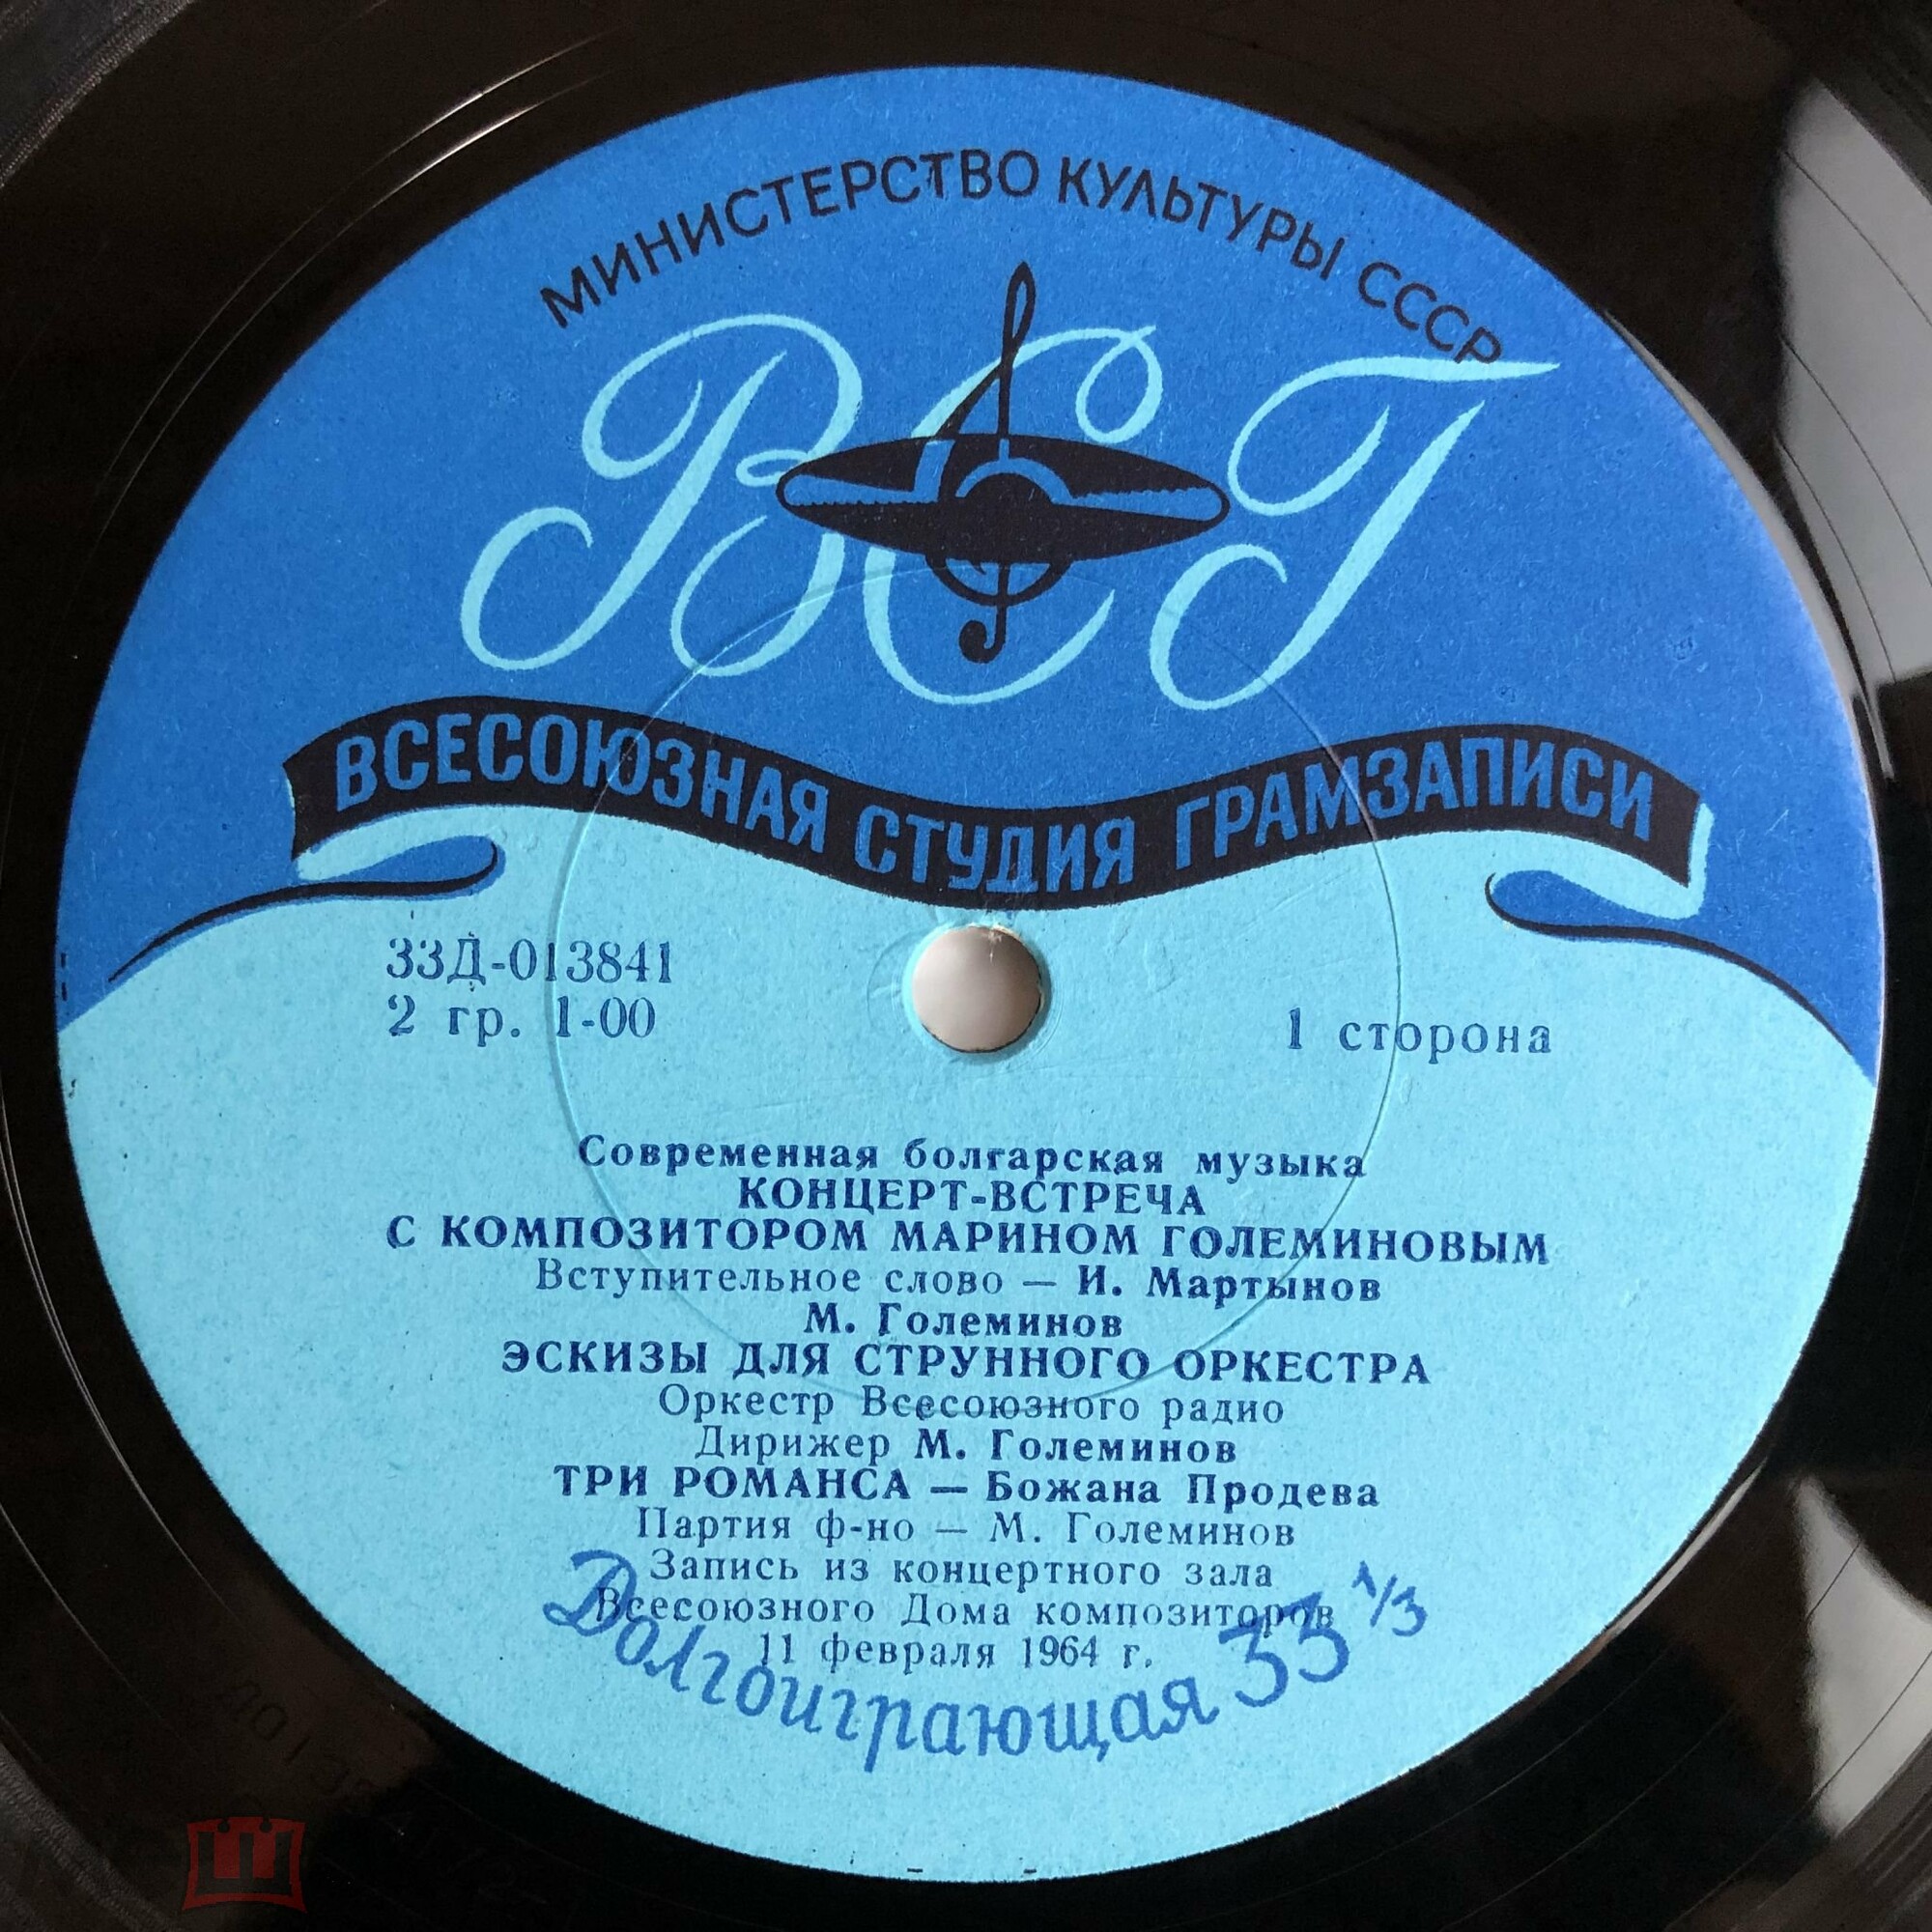 МИНИСТЕРСТВО КУЛЬТУРЫ СССР
ВСГ
ВСЕСОЮЗНАЯ СТУДИЯ ГРАМЗАПИСИ
33Д-013841
2 гр. 1-00
1 сторона
Современная болгарская музыка
КОНЦЕРТ-ВСТРЕЧА
С КОМПОЗИТОРОМ МАРИНОМ ГОЛЕМИНОВЫМ
Вступительное слово — И. Мартынов
М. Големинов
ЭСКИЗЫ ДЛЯ СТРУННОГО ОРКЕСТРА
Оркестр Всесоюзного радио
Дирижер М. Големинов
ТРИ РОМАНСА — Божана Продева
Партия ф-но — М. Големинов
Запись из концертного зала
Всесоюзного Дома композиторов
11 февраля 1964 г.
Долгоиграющая 33 1/3